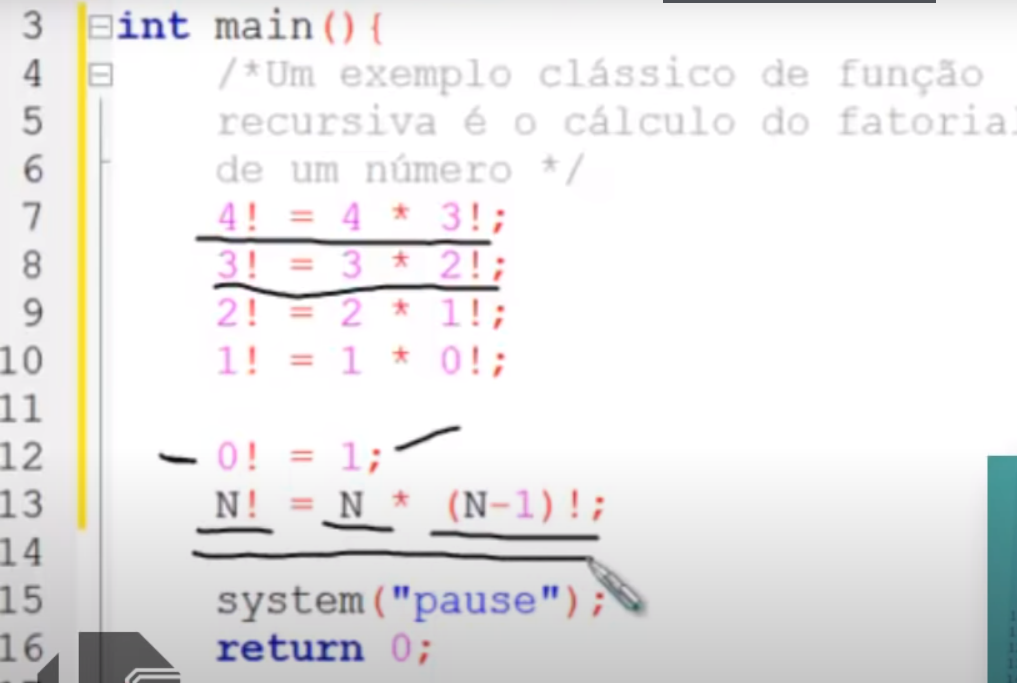 3 int main(){
4 /*Um exemplo clássico de função
5 recursiva é o cálculo do fatorial
6 de um número */
7 4! = 4 * 3!;
8 3! = 3 * 2!;
9 2! = 2 * 1!;
10 1! = 1 * 0!;
11
12 0! = 1;
13 N! = N * (N-1)!;
14
15 system("pause");
16 return 0;